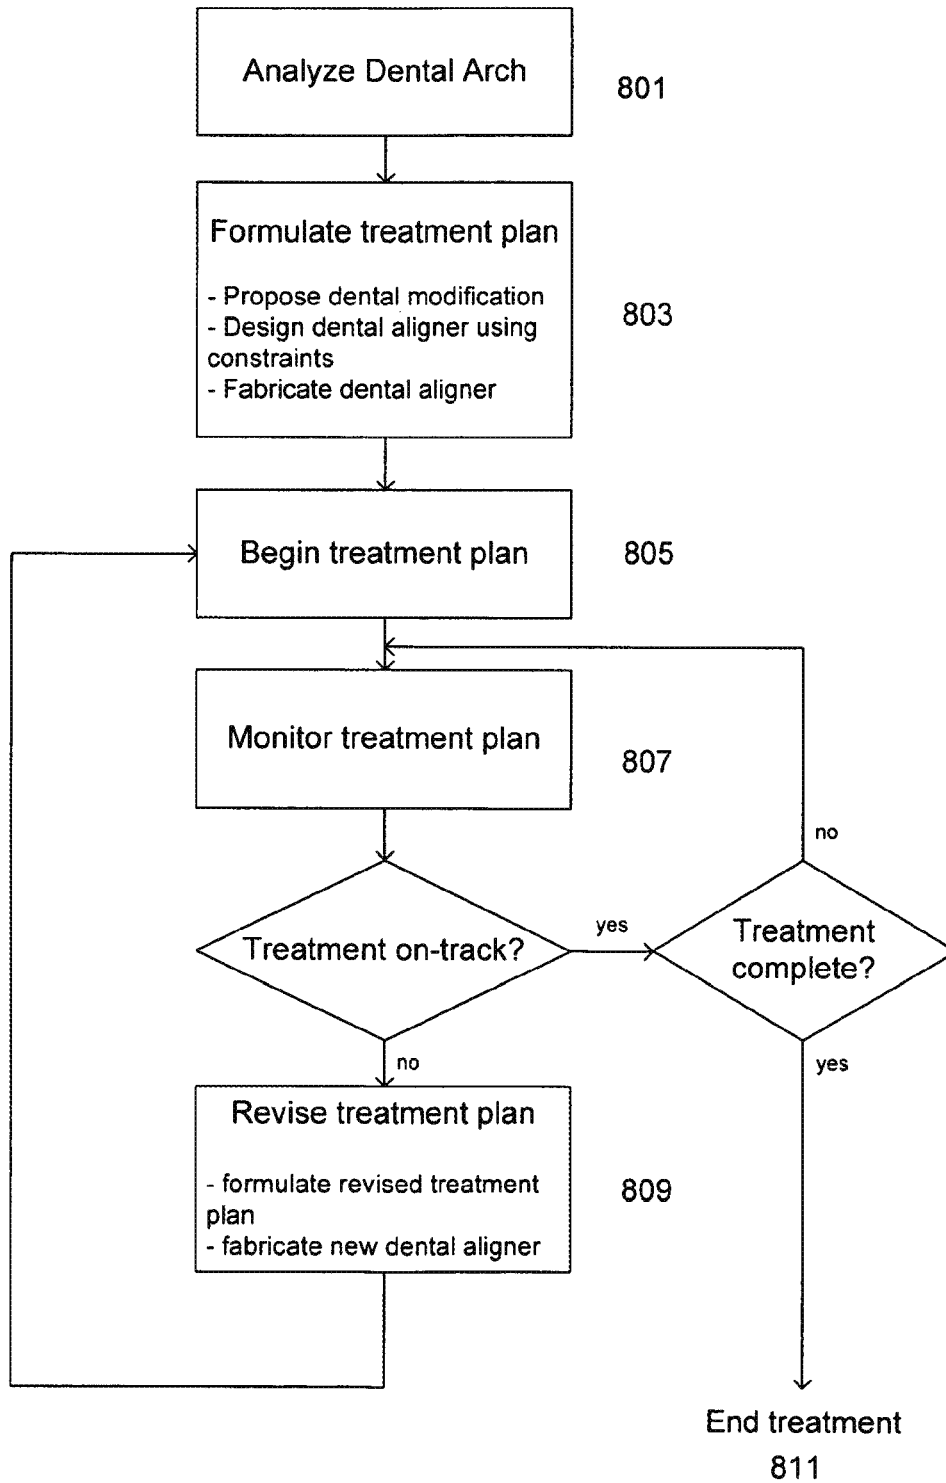 Analyze Dental Arch
801
Formulate treatment plan
- Propose dental modification
- Design dental aligner using
constraints
- Fabricate dental aligner
803
Begin treatment plan
805
Monitor treatment plan
807
Treatment on-track?
yes
no
Treatment
complete?
no
yes
Revise treatment plan
- formulate revised treatment
plan
- fabricate new dental aligner
809
End treatment
811